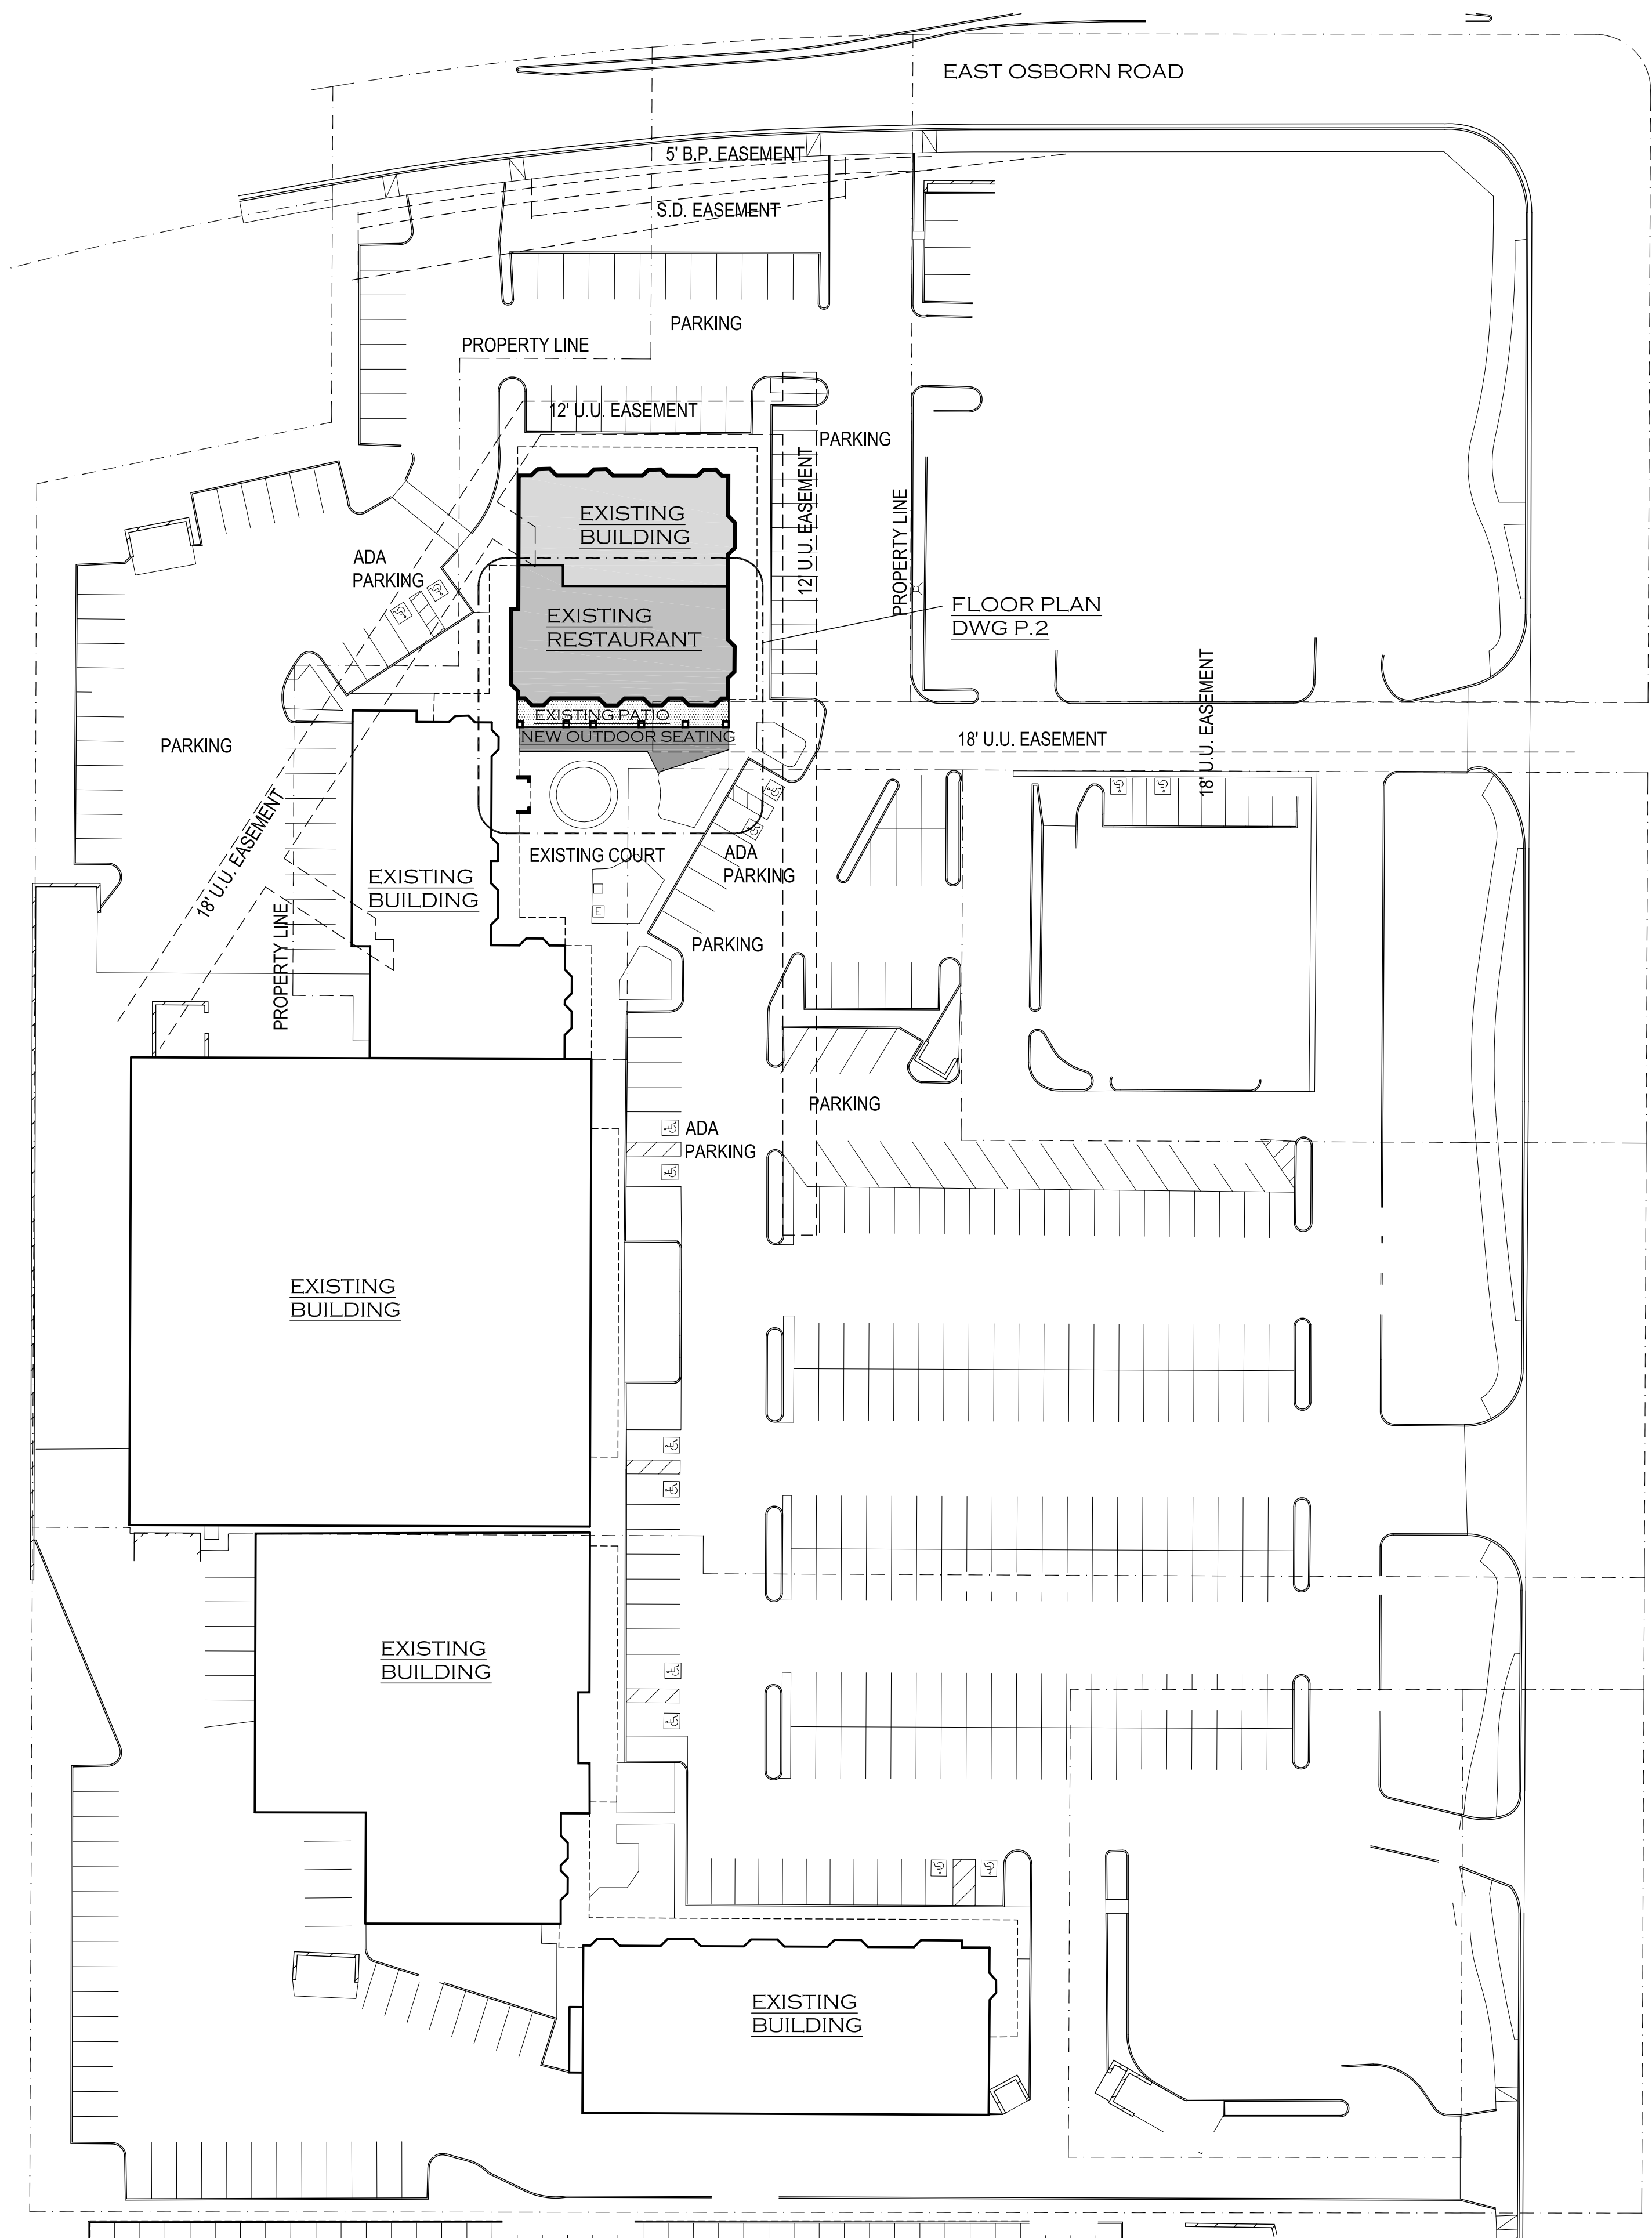 EAST OSBORN ROAD
5' B.P. EASEMENT
S.D. EASEMENT
PARKING
PROPERTY LINE
12' U.U. EASEMENT
PARKING
12' U.U. EASEMENT
PROPERTY LINE
EXISTING
BUILDING
ADA
PARKING
EXISTING
RESTAURANT
FLOOR PLAN
DWG P.2
EXISTING PATIO
NEW OUTDOOR SEATING
PARKING
18' U.U. EASEMENT
18' U.U. EASEMENT
18' U.U. EASEMENT
EXISTING COURT
ADA
PARKING
EXISTING
BUILDING
E
PARKING
PROPERTY LINE
PARKING
ADA
PARKING
EXISTING
BUILDING
EXISTING
BUILDING
EXISTING
BUILDING